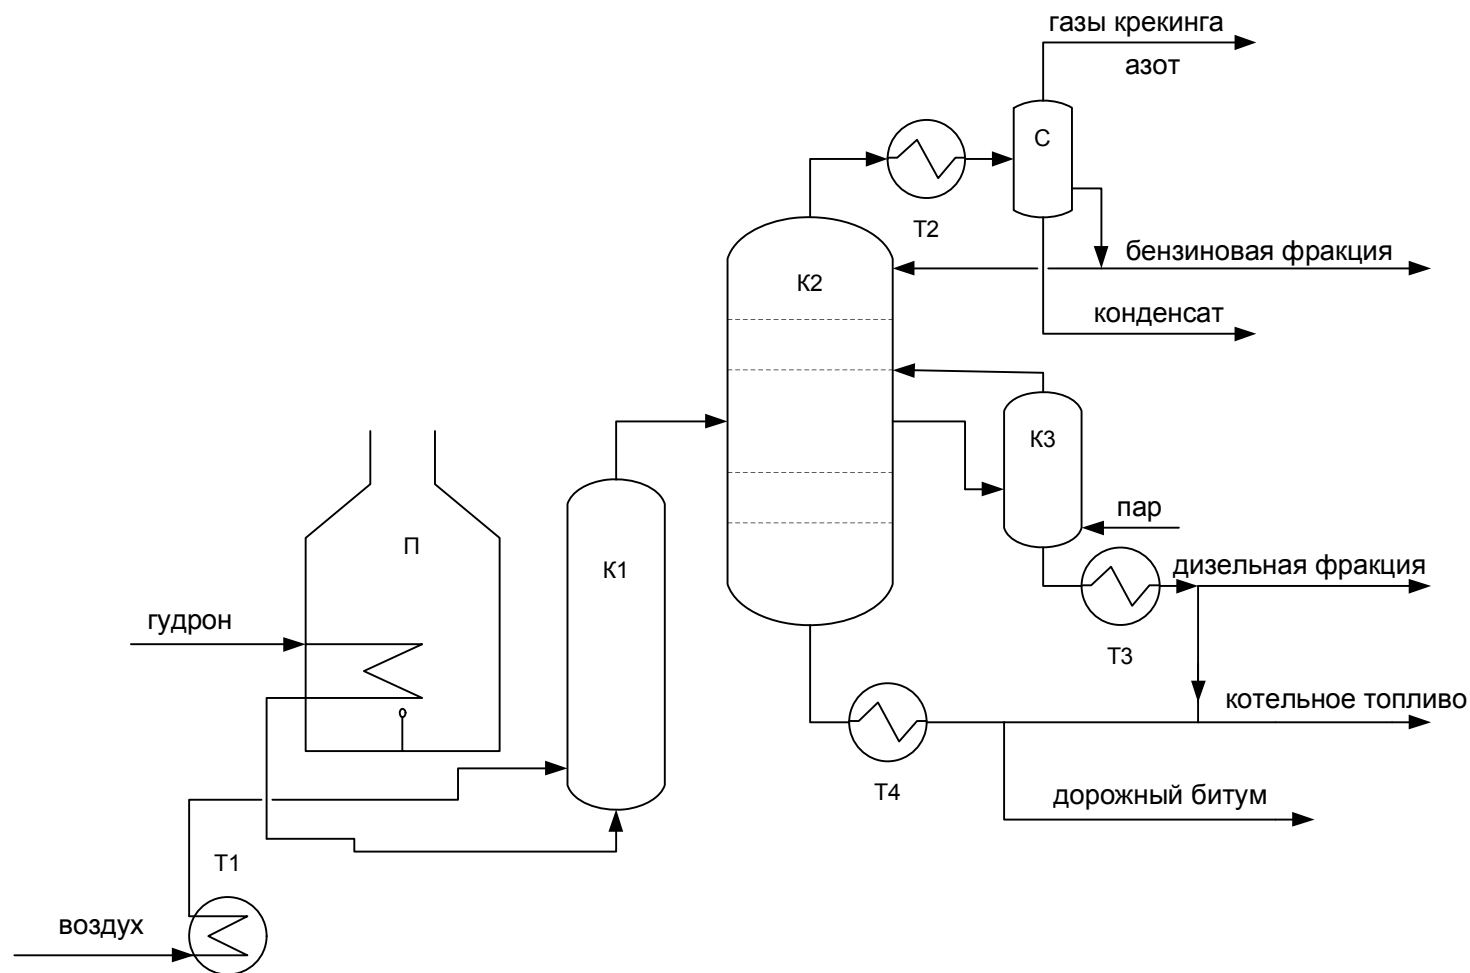 газы крекинга
азот
С
Т2
бензиновая фракция
К2
конденсат
К3
пар
П
К1
дизельная фракция
гудрон
Т3
котельное топливо
Т4
дорожный битум
Т1
воздух